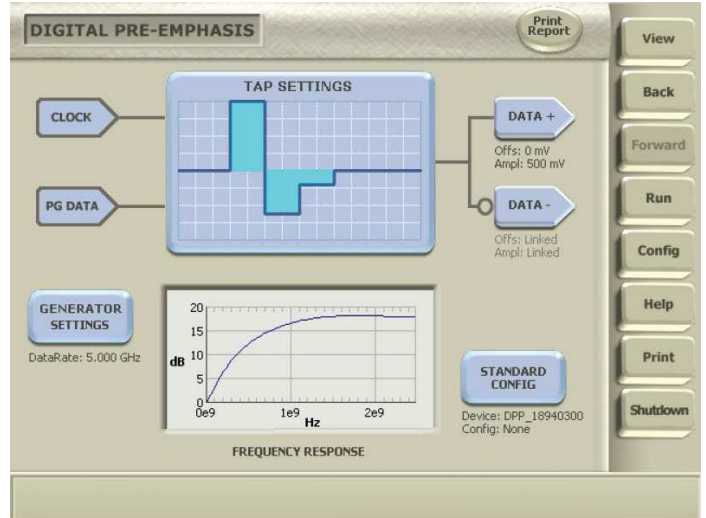 DIGITAL PRE-EMPHASIS
Print
Report
View
Back
Forward
Run
Config
Help
Print
Shutdown
TAP SETTINGS
CLOCK
PG DATA
DATA +
Offs: 0 mV
Ampl: 500 mV
DATA -
Offs: Linked
Ampl: Linked
GENERATOR
SETTINGS
DataRate: 5.000 GHz
20
15
dB 10
5
0
0e9 1e9 2e9
Hz
FREQUENCY RESPONSE
STANDARD
CONFIG
Device: DPP_18940300
Config: None